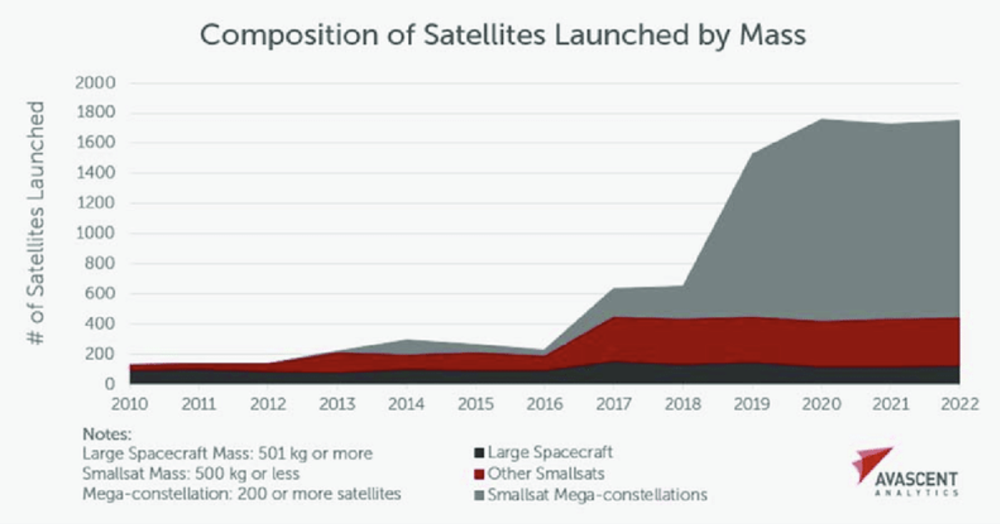 Composition of Satellites Launched by Mass
# of Satellites Launched
2000
1800
1600
1400
1200
1000
800
600
400
200
0
2010 2011 2012 2013 2014 2015 2016 2017 2018 2019 2020 2021 2022
Notes:
Large Spacecraft Mass: 501 kg or more
Smallsat Mass: 500 kg or less
Mega-constellation: 200 or more satellites
Large Spacecraft
Other Smallsats
Smallsat Mega-constellations
AVASCENT
ANALYTICS